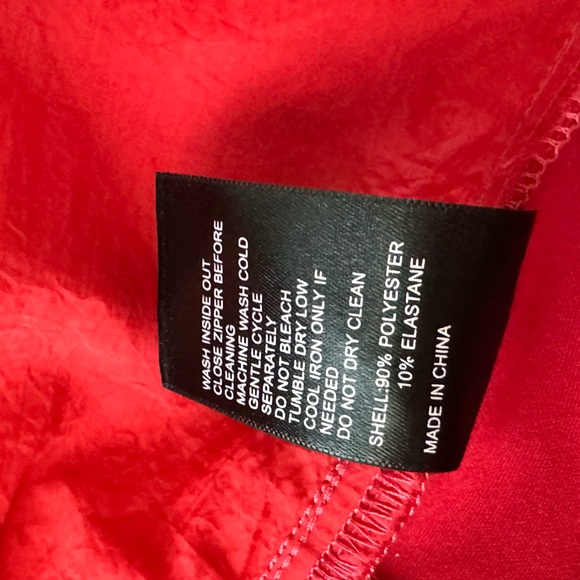 WASH INSIDE OUT
CLOSE ZIPPER BEFORE
CLEANING
MACHINE WASH COLD
GENTLE CYCLE
SEPARATELY
DO NOT BLEACH
TUMBLE DRY LOW
COOL IRON ONLY IF
NEEDED
DO NOT DRY CLEAN
SHELL:90% POLYESTER
10% ELASTANE
MADE IN CHINA